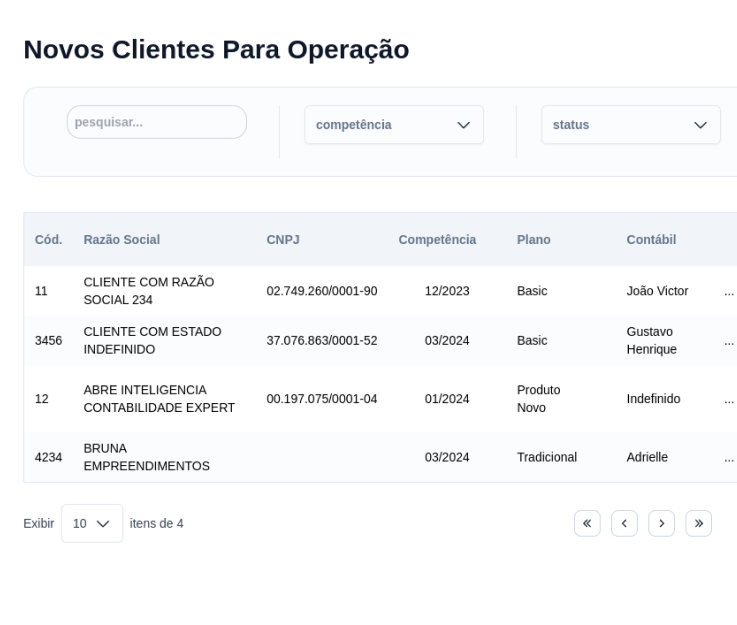 Novos Clientes Para Operação
pesquisar...
competência
status
Cód. Razão Social CNPJ Competência Plano Contábil
11 CLIENTE COM RAZÃO SOCIAL 234 02.749.260/0001-90 12/2023 Basic João Victor ...
3456 CLIENTE COM ESTADO INDEFINIDO 37.076.863/0001-52 03/2024 Basic Gustavo Henrique ...
12 ABRE INTELIGENCIA CONTABILIDADE EXPERT 00.197.075/0001-04 01/2024 Produto Novo Indefinido ...
4234 BRUNA EMPREENDIMENTOS 03/2024 Tradicional Adrielle ...
Exibir 10 itens de 4